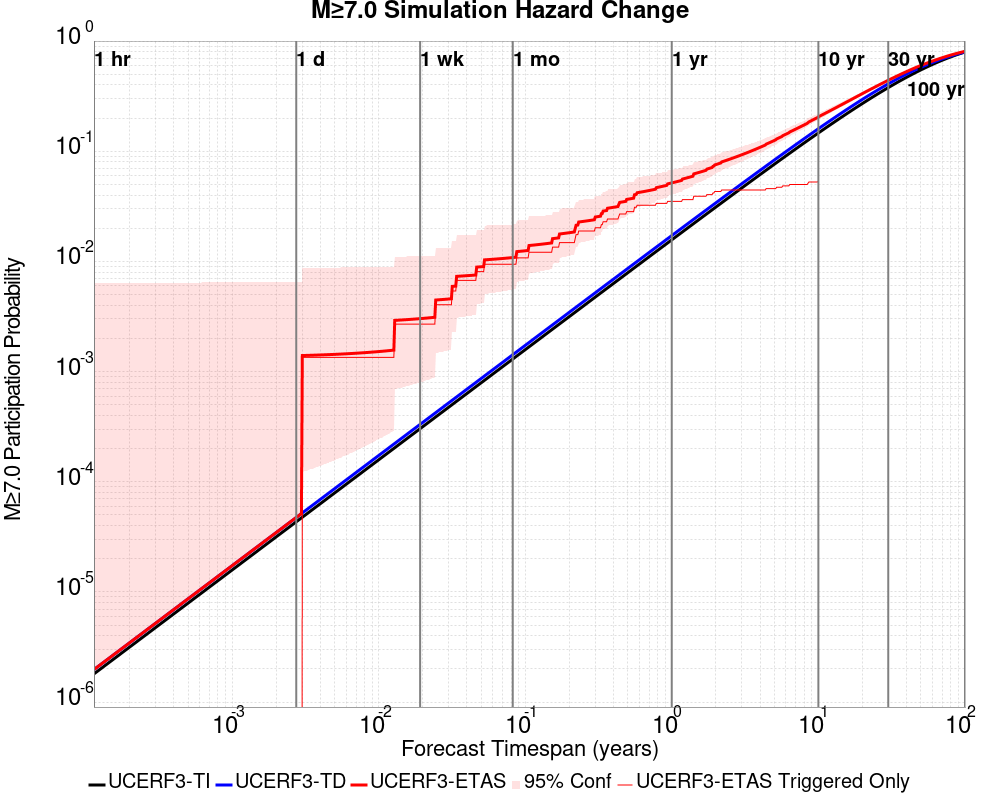 M≥7.0 Simulation Hazard Change
1 hr
1 d
1 wk
1 mo
1 yr
10 yr
30 yr
100 yr
10^0
10^-1
10^-2
10^-3
10^-4
10^-5
10^-6
M≥7.0 Participation Probability
10^-3
10^-2
10^-1
10^0
10^1
10^2
Forecast Timespan (years)
UCERF3-TI UCERF3-TD UCERF3-ETAS 95% Conf UCERF3-ETAS Triggered Only